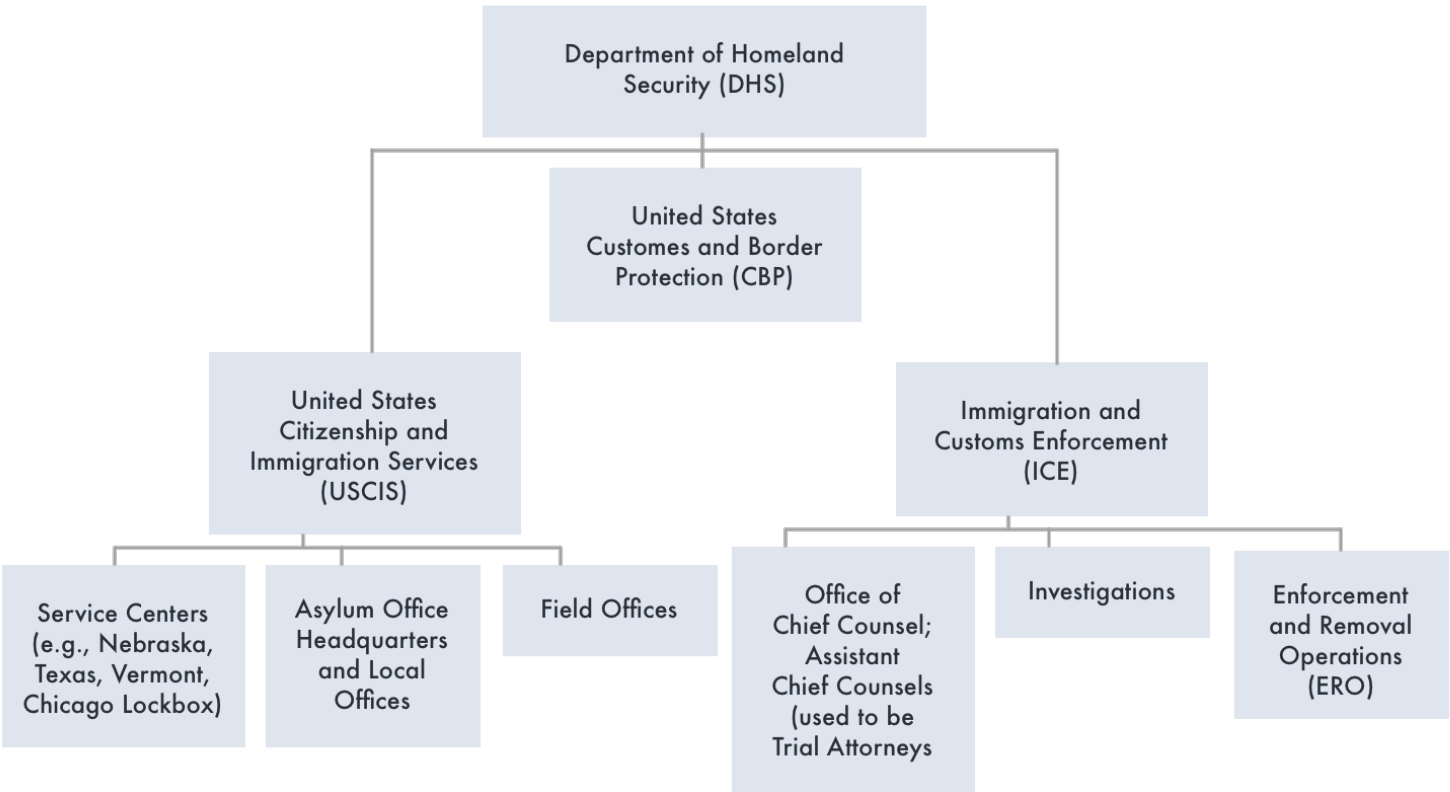 Department of Homeland
Security (DHS)
United States
Customes and Border
Protection (CBP)
United States
Citizenship and
Immigration Services
(USCIS)
Immigration and
Customs Enforcement
(ICE)
Service Centers
(e.g., Nebraska,
Texas, Vermont,
Chicago Lockbox)
Asylum Office
Headquarters
and Local
Offices
Field Offices
Office of
Chief Counsel;
Assistant
Chief Counsels
(used to be
Trial Attorneys
Investigations
Enforcement
and Removal
Operations
(ERO)